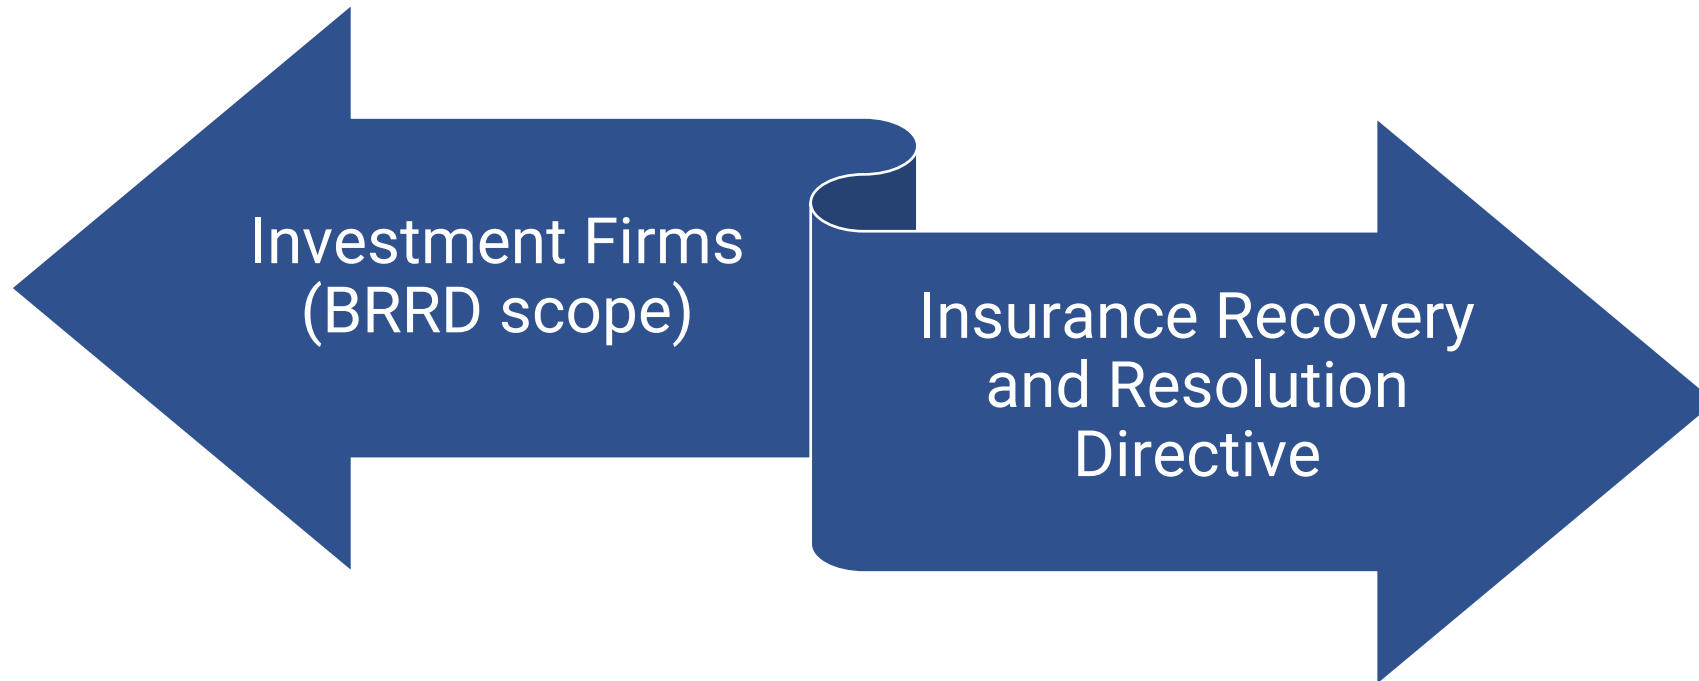 Investment Firms
(BRRD scope)
Insurance Recovery
and Resolution
Directive